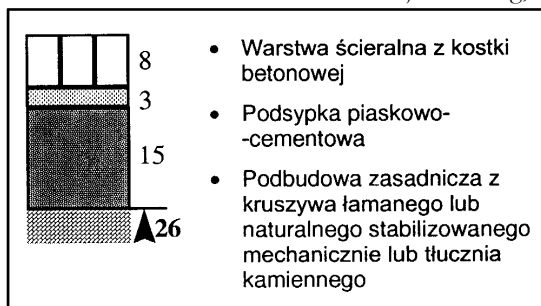 8
3
15
26
• Warstwa ścieralna z kostki
betonowej
• Podsypka piaskowo-
-cementowa
• Podbudowa zasadnicza z
kruszywa łamanego lub
naturalnego stabilizowanego
mechanicznie lub tłucznia
kamiennego